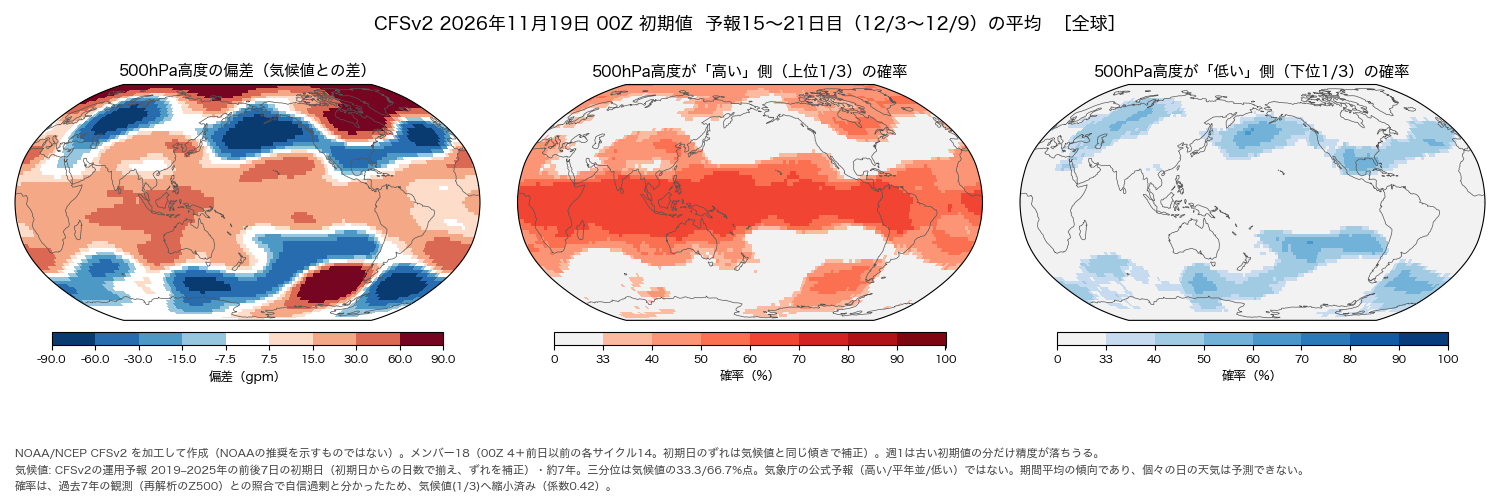 CFSv2 2026年11月19日 00Z 初期値 予報15～21日目（12/3～12/9）の平均 ［全球］
500hPa高度の偏差（気候値との差）
500hPa高度が「高い」側（上位1/3）の確率
500hPa高度が「低い」側（下位1/3）の確率
-90.0 -60.0 -30.0 -15.0 -7.5 7.5 15.0 30.0 60.0 90.0
偏差（gpm）
0 33 40 50 60 70 80 90 100
確率（%）
0 33 40 50 60 70 80 90 100
確率（%）
NOAA/NCEP CFSv2 を加工して作成（NOAAの推奨を示すものではない）。メンバー18（00Z 4＋前日以前の各サイクル14。初期日のずれは気候値と同じ傾きで補正）。週1は古い初期値の分だけ精度が落ちうる。
気候値: CFSv2の運用予報 2019–2025年の前後7日の初期日（初期日からの日数で揃え、ずれを補正）・約7年。三分位は気候値の33.3/66.7%点。気象庁の公式予報（高い/平年並/低い）ではない。期間平均の傾向であり、個々の日の天気は予測できない。
確率は、過去7年の観測（再解析のZ500）との照合で自信過剰と分かったため、気候値(1/3)へ縮小済み（係数0.42）。